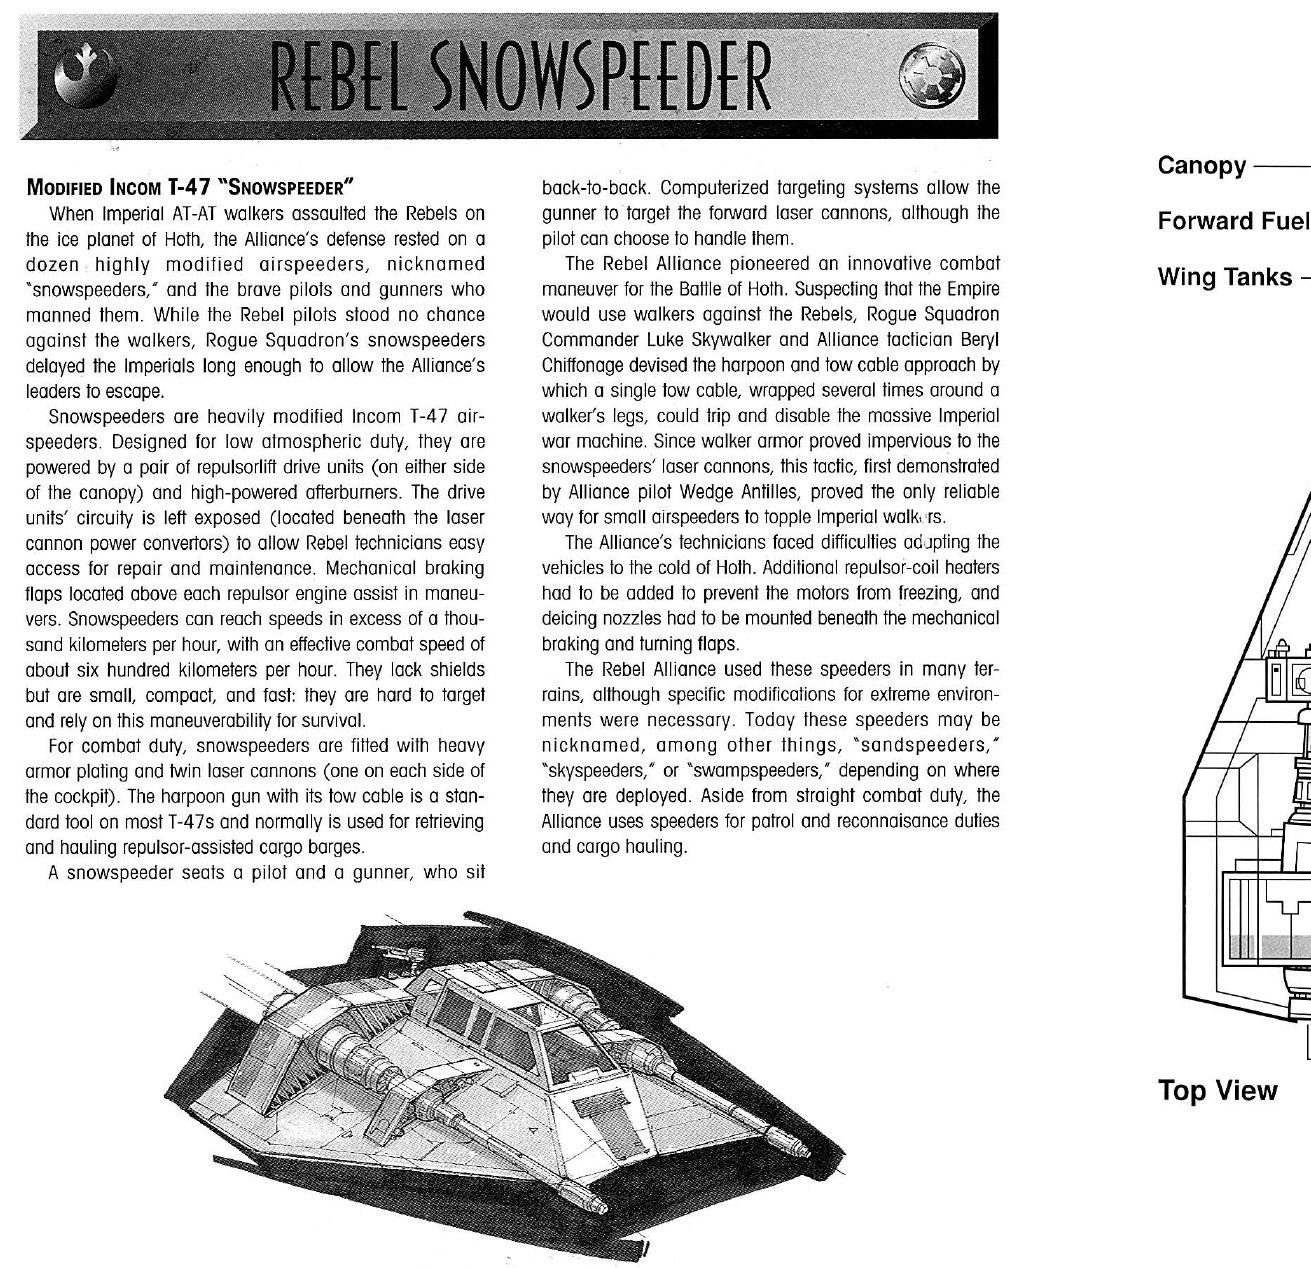 REBEL SNOWSPEEDER
MODIFIED INCOM T-47 "SNOWSPEEDER"
When Imperial AT-AT walkers assaulted the Rebels on
the ice planet of Hoth, the Alliance's defense rested on a
dozen highly modified airspeeders, nicknamed
"snowspeeders," and the brave pilots and gunners who
manned them. While the Rebel pilots stood no chance
against the walkers, Rogue Squadron's snowspeeders
delayed the Imperials long enough to allow the Alliance's
leaders to escape.
Snowspeeders are heavily modified Incom T-47 air-
speeders. Designed for low atmospheric duty, they are
powered by a pair of repulsorlift drive units (on either side
of the canopy) and high-powered afterburners. The drive
units' circuity is left exposed (located beneath the laser
cannon power convertors) to allow Rebel technicians easy
access for repair and maintenance. Mechanical braking
flaps located above each repulsor engine assist in maneu-
vers. Snowspeeders can reach speeds in excess of a thou-
sand kilometers per hour, with an effective combat speed of
about six hundred kilometers per hour. They lack shields
but are small, compact, and fast: they are hard to target
and rely on this maneuverability for survival.
For combat duty, snowspeeders are fitted with heavy
armor plating and twin laser cannons (one on each side of
the cockpit). The harpoon gun with its tow cable is a stan-
dard tool on most T-47s and normally is used for retrieving
and hauling repulsor-assisted cargo barges.
A snowspeeder seats a pilot and a gunner, who sit
back-to-back. Computerized targeting systems allow the
gunner to target the forward laser cannons, although the
pilot can choose to handle them.
The Rebel Alliance pioneered an innovative combat
maneuver for the Battle of Hoth. Suspecting that the Empire
would use walkers against the Rebels, Rogue Squadron
Commander Luke Skywalker and Alliance tactician Beryl
Chiffonage devised the harpoon and tow cable approach by
which a single tow cable, wrapped several times around a
walker's legs, could trip and disable the massive Imperial
war machine. Since walker armor proved impervious to the
snowspeeders' laser cannons, this tactic, first demonstrated
by Alliance pilot Wedge Antilles, proved the only reliable
way for small airspeeders to topple Imperial walkers.
The Alliance's technicians faced difficulties adapting the
vehicles to the cold of Hoth. Additional repulsor-coil heaters
had to be added to prevent the motors from freezing, and
deicing nozzles had to be mounted beneath the mechanical
braking and turning flaps.
The Rebel Alliance used these speeders in many ter-
rains, although specific modifications for extreme environ-
ments were necessary. Today these speeders may be
nicknamed, among other things, "sandspeeders,"
"skyspeeders," or "swampspeeders," depending on where
they are deployed. Aside from straight combat duty, the
Alliance uses speeders for patrol and reconnaisance duties
and cargo hauling.
Canopy
Forward Fuel
Wing Tanks
Top View